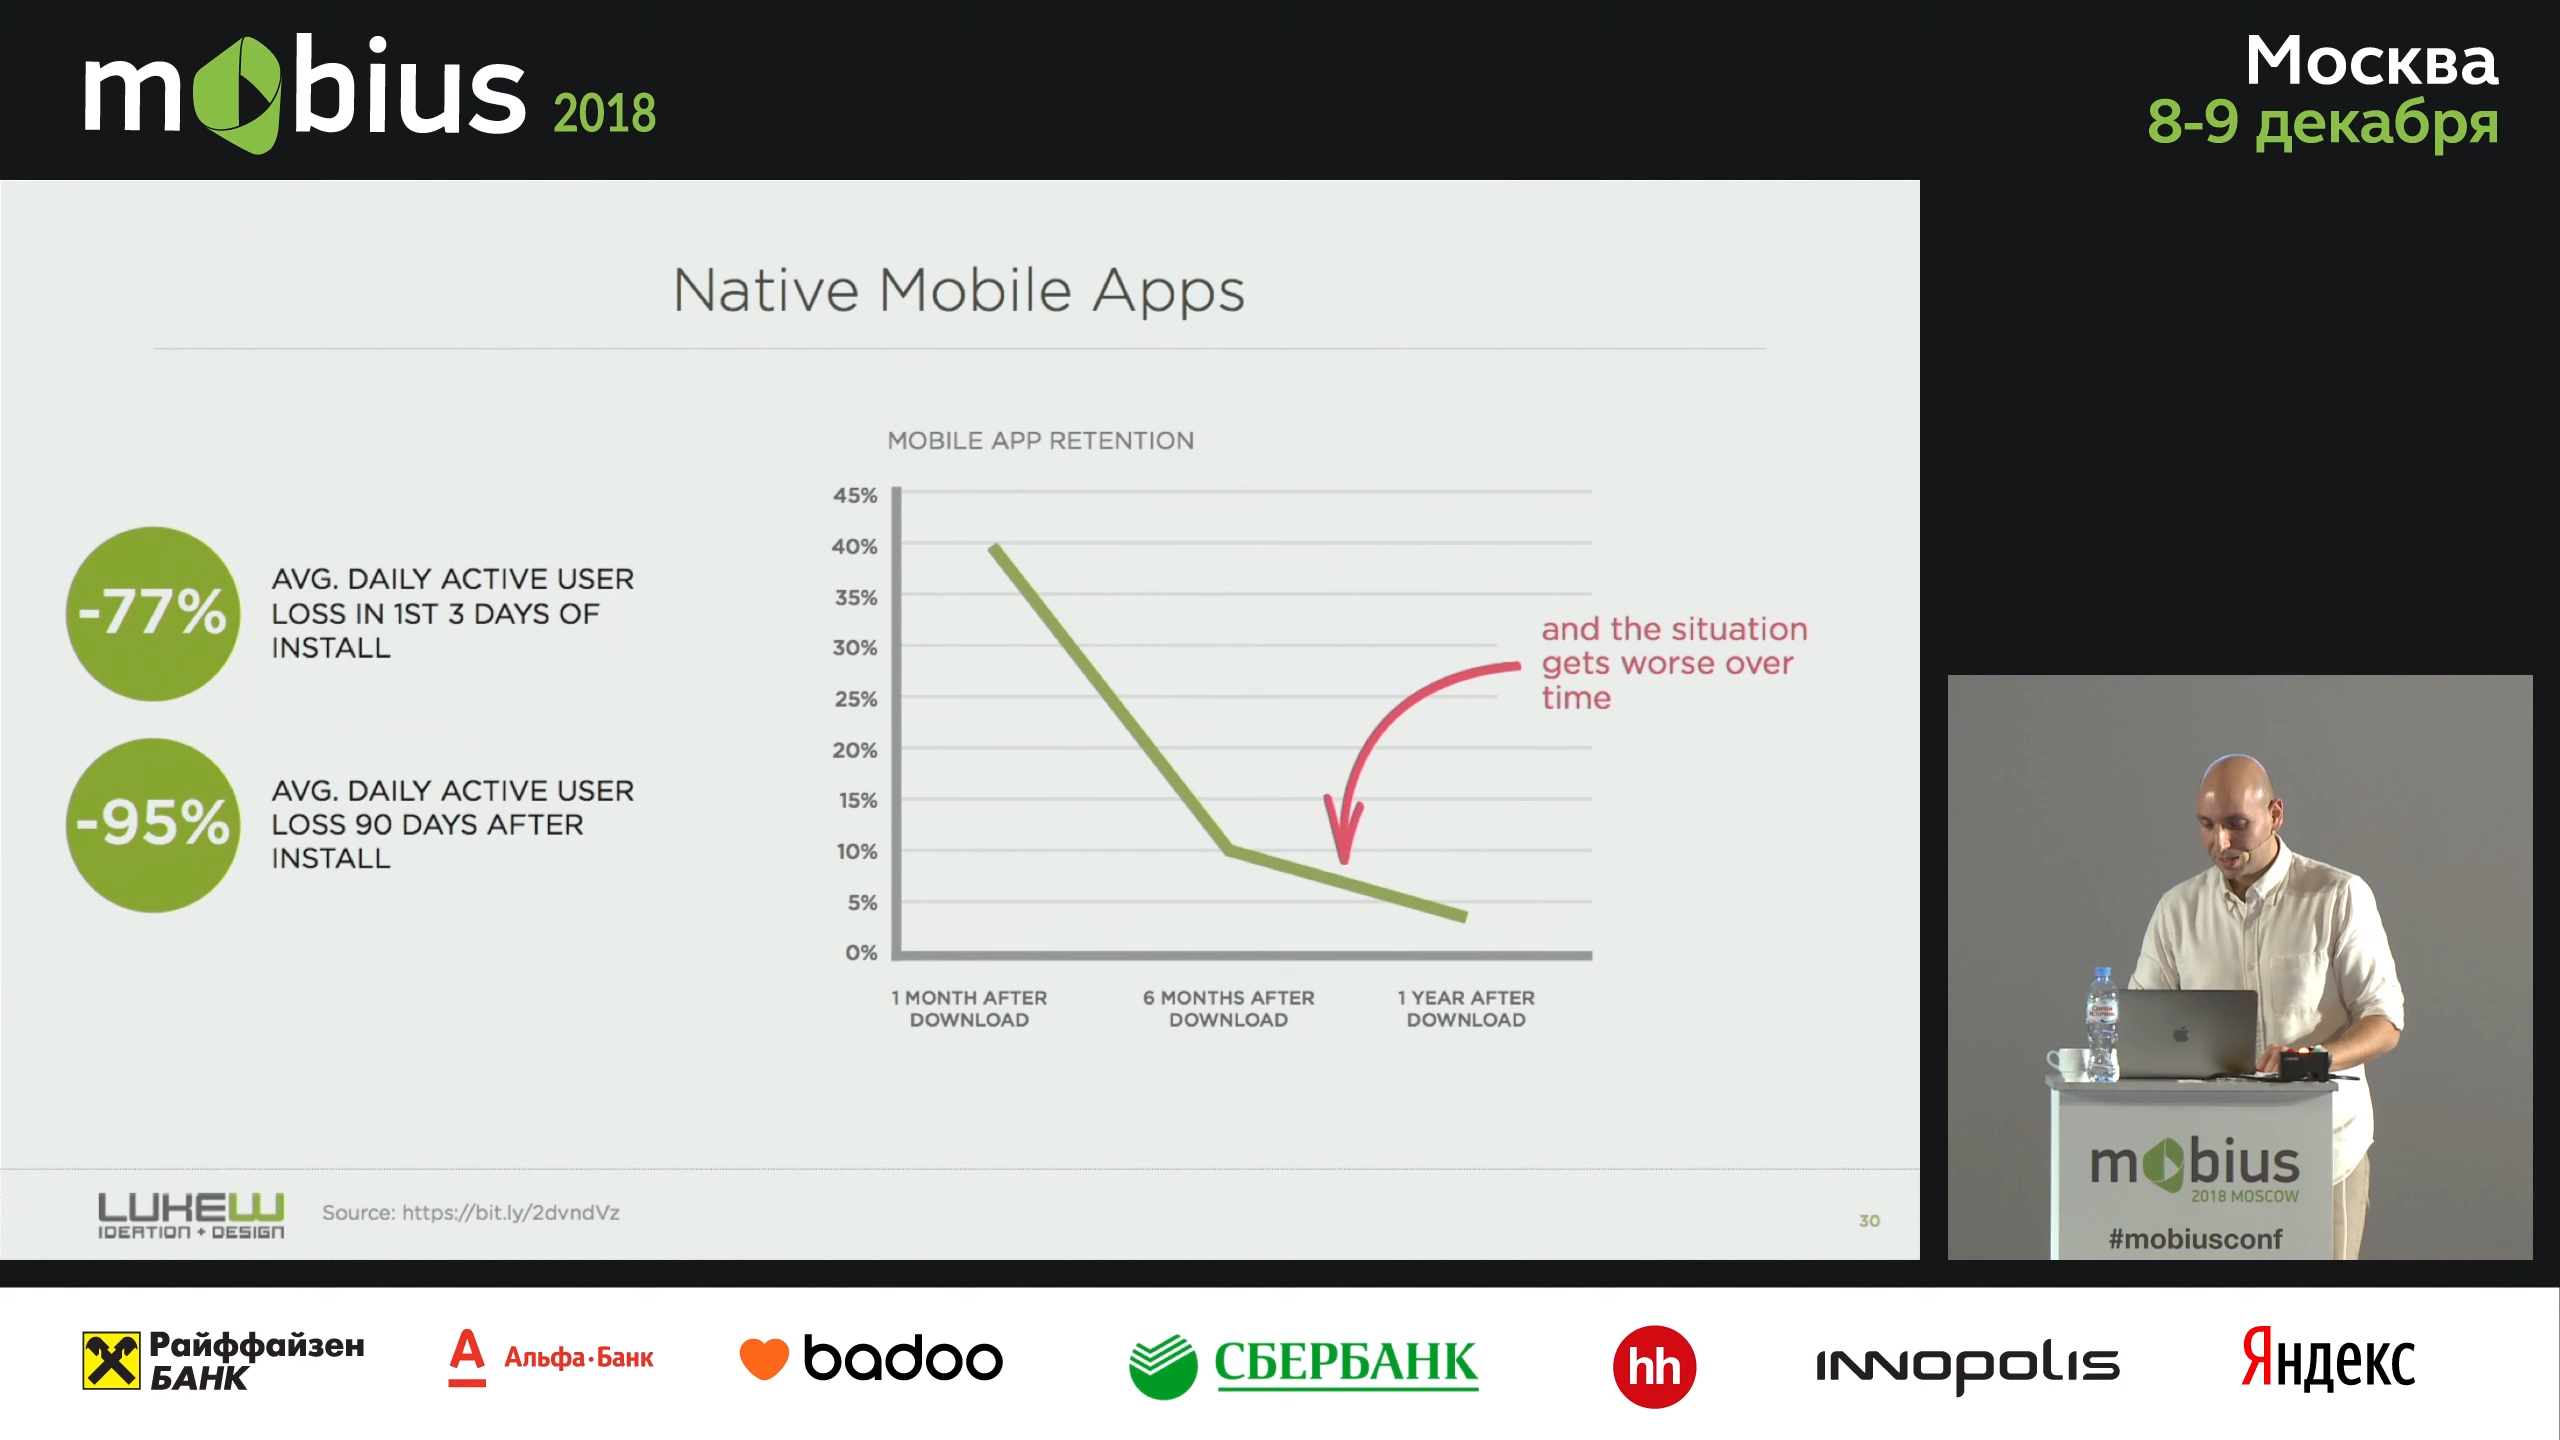 mobius 2018
Москва
8-9 декабря
Native Mobile Apps
MOBILE APP RETENTION
-77%
AVG. DAILY ACTIVE USER
LOSS IN 1ST 3 DAYS OF
INSTALL
-95%
AVG. DAILY ACTIVE USER
LOSS 90 DAYS AFTER
INSTALL
45%
40%
35%
30%
25%
20%
15%
10%
5%
0%
and the situation
gets worse over
time
1 MONTH AFTER
DOWNLOAD
6 MONTHS AFTER
DOWNLOAD
1 YEAR AFTER
DOWNLOAD
LUKEW
IDEATION + DESIGN
Source: https://bit.ly/2dvndVz
30
mobius
2018 MOSCOW
#mobiusconf
Райффайзен
БАНК
Альфа·Банк
badoo
СБЕРБАНК
hh
INNOPOLIS
Яндекс